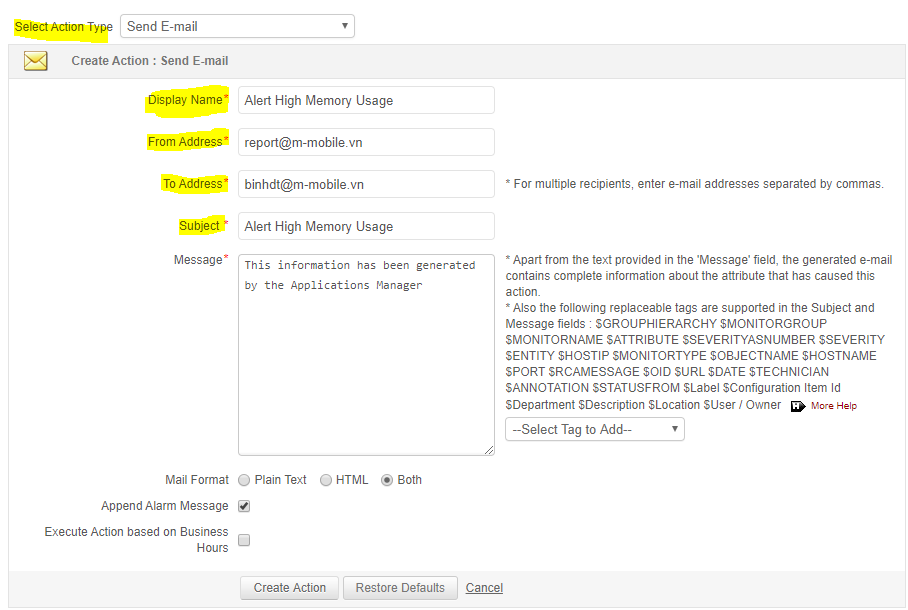 Select Action Type Send E-mail
Create Action : Send E-mail
Display Name* Alert High Memory Usage
From Address* report@m-mobile.vn
To Address* binhdt@m-mobile.vn * For multiple recipients, enter e-mail addresses separated by commas.
Subject * Alert High Memory Usage
Message*
This information has been generated
by the Applications Manager
* Apart from the text provided in the 'Message' field, the generated e-mail
contains complete information about the attribute that has caused this
action.
* Also the following replaceable tags are supported in the Subject and
Message fields : $GROUPHIERARCHY $MONITORGROUP
$MONITORNAME $ATTRIBUTE $SEVERITYASNUMBER $SEVERITY
$ENTITY $HOSTIP $MONITORTYPE $OBJECTNAME $HOSTNAME
$PORT $RCAMESSAGE $OID $URL $DATE $TECHNICIAN
$ANNOTATION $STATUSFROM $Label $Configuration Item Id
$Department $Description $Location $User / Owner More Help
--Select Tag to Add--
Mail Format Plain Text HTML Both
Append Alarm Message
Execute Action based on Business
Hours
Create Action Restore Defaults Cancel